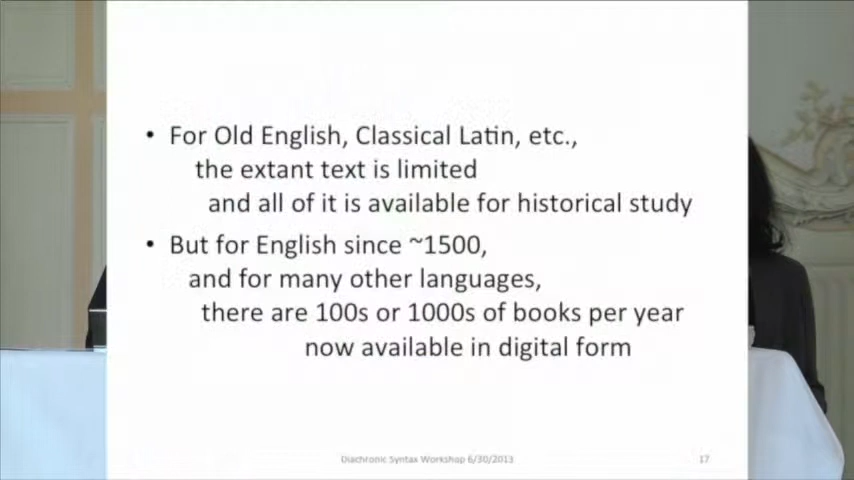 • For Old English, Classical Latin, etc.,
the extant text is limited
and all of it is available for historical study
• But for English since ~1500,
and for many other languages,
there are 100s or 1000s of books per year
now available in digital form
Diachronic Syntax Workshop 6/30/2013
17